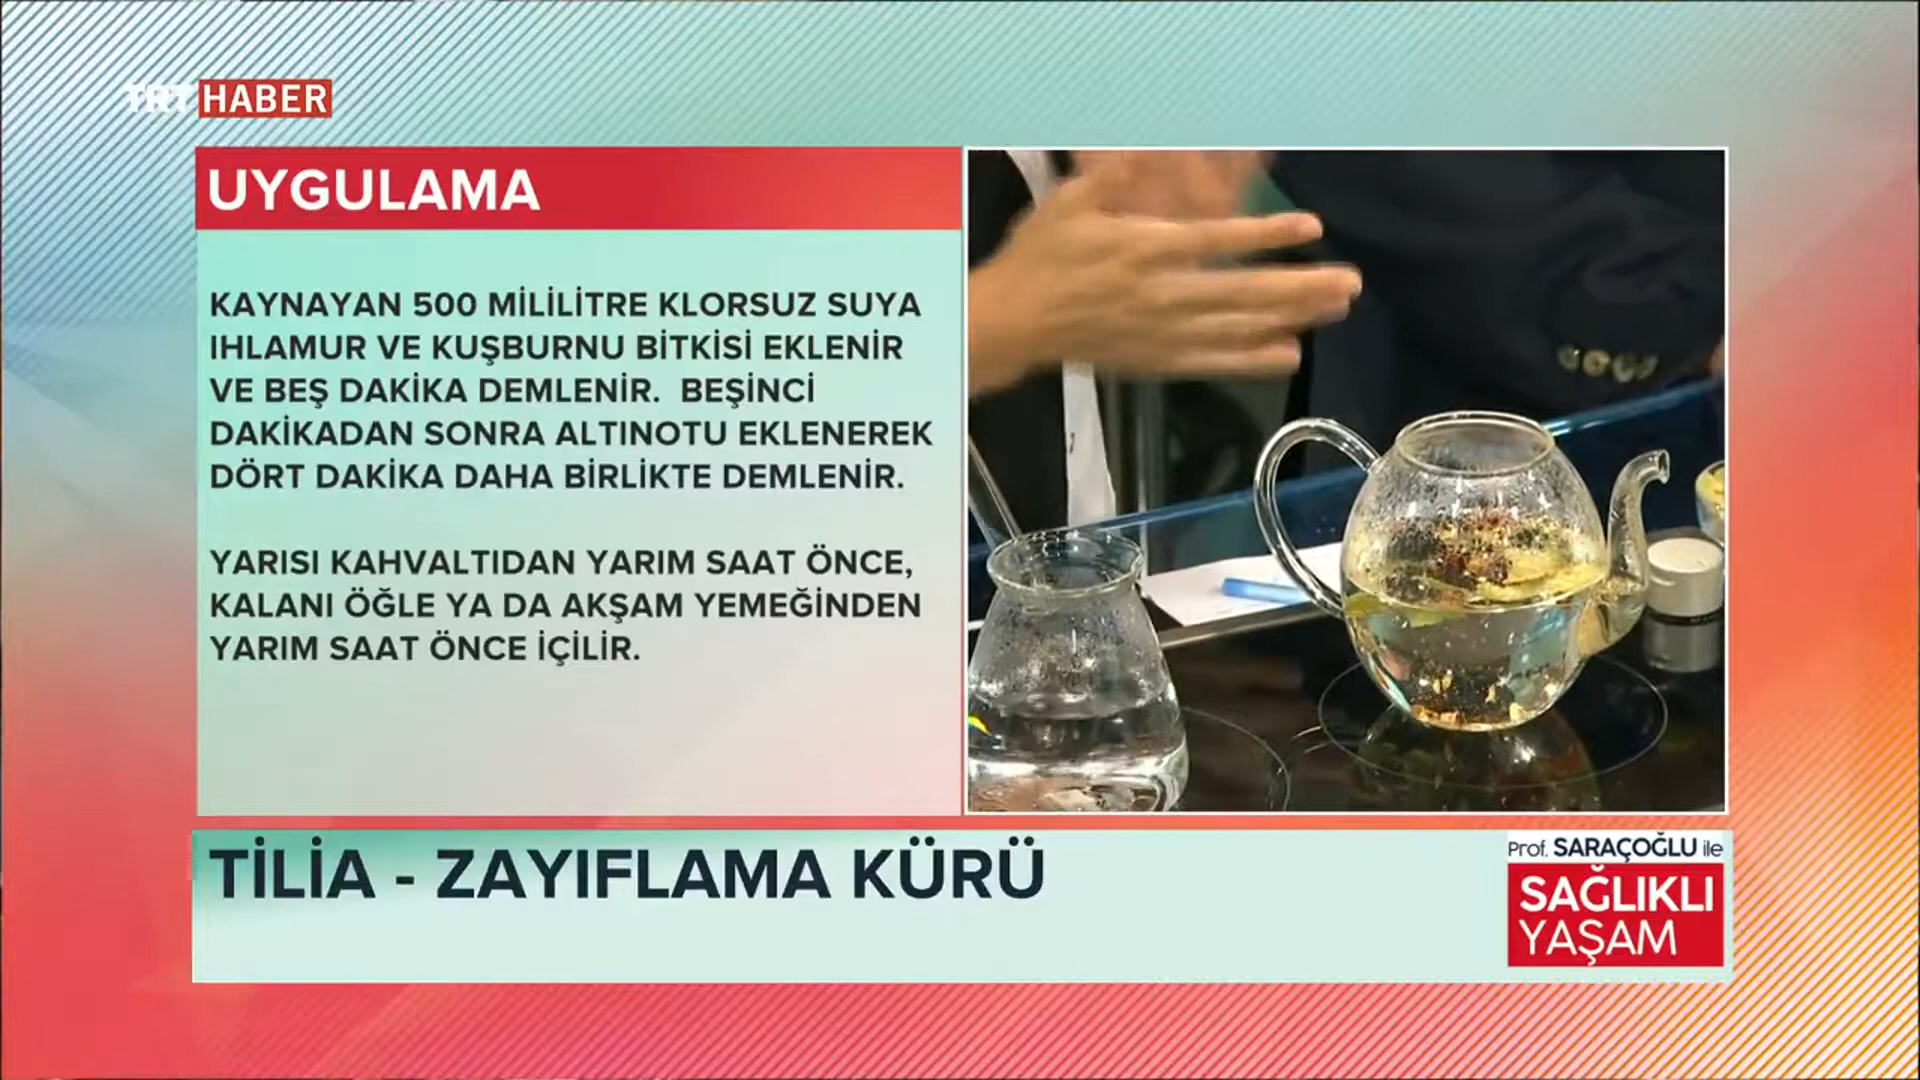 TRT HABER
UYGULAMA
KAYNAYAN 500 MİLİLİTRE KLORSUZ SUYA
IHLAMUR VE KUŞBURNU BİTKİSİ EKLENİR
VE BEŞ DAKİKA DEMLENİR. BEŞİNCİ
DAKİKADAN SONRA ALTINOTU EKLENEREK
DÖRT DAKİKA DAHA BİRLİKTE DEMLENİR.
YARISI KAHVALTIDAN YARIM SAAT ÖNCE,
KALANI ÖĞLE YA DA AKŞAM YEMEĞİNDEN
YARIM SAAT ÖNCE İÇİLİR.
TİLİA - ZAYIFLAMA KÜRÜ
Prof. SARAÇOĞLU ile
SAĞLIKLI
YAŞAM